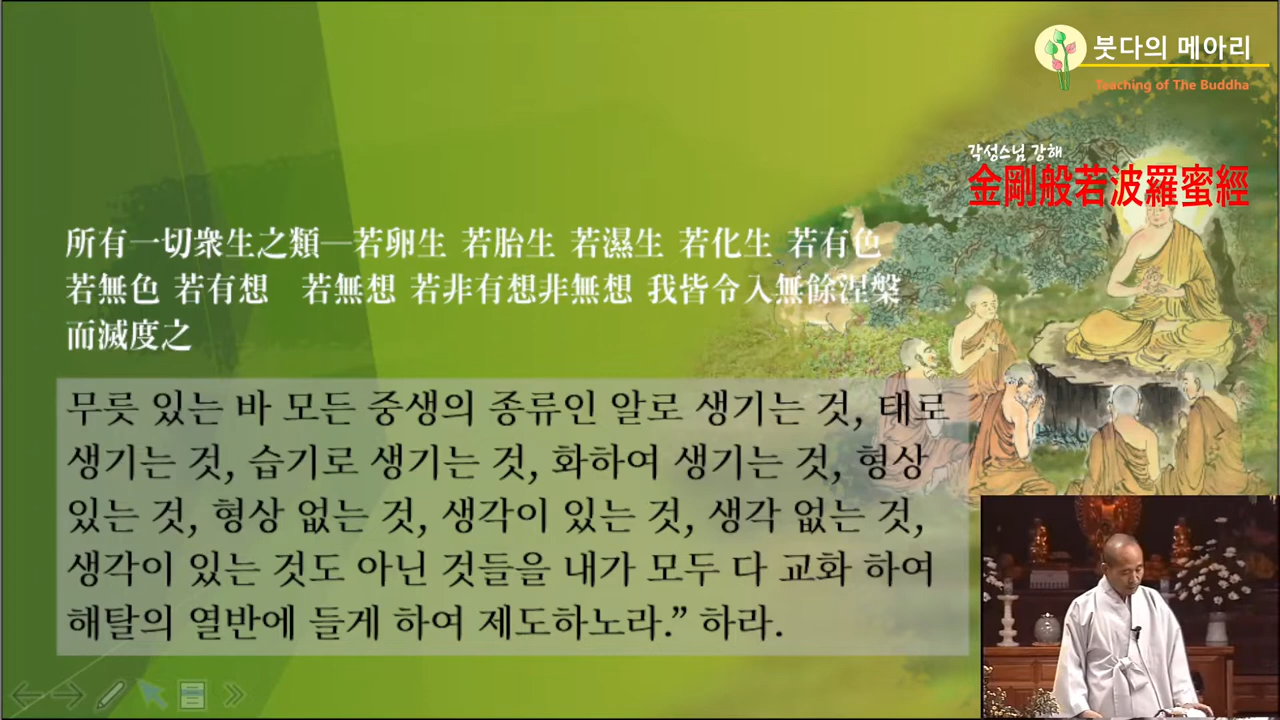 붓다의 메아리
Teaching of The Buddha
각성스님 강해
金剛般若波羅蜜經
所有一切衆生之類─若卵生 若胎生 若濕生 若化生 若有色
若無色 若有想 若無想 若非有想非無想 我皆令入無餘涅槃
而滅度之
무릇 있는 바 모든 중생의 종류인 알로 생기는 것, 태로
생기는 것, 습기로 생기는 것, 화하여 생기는 것, 형상
있는 것, 형상 없는 것, 생각이 있는 것, 생각 없는 것,
생각이 있는 것도 아닌 것들을 내가 모두 다 교화 하여
해탈의 열반에 들게 하여 제도하노라.” 하라.